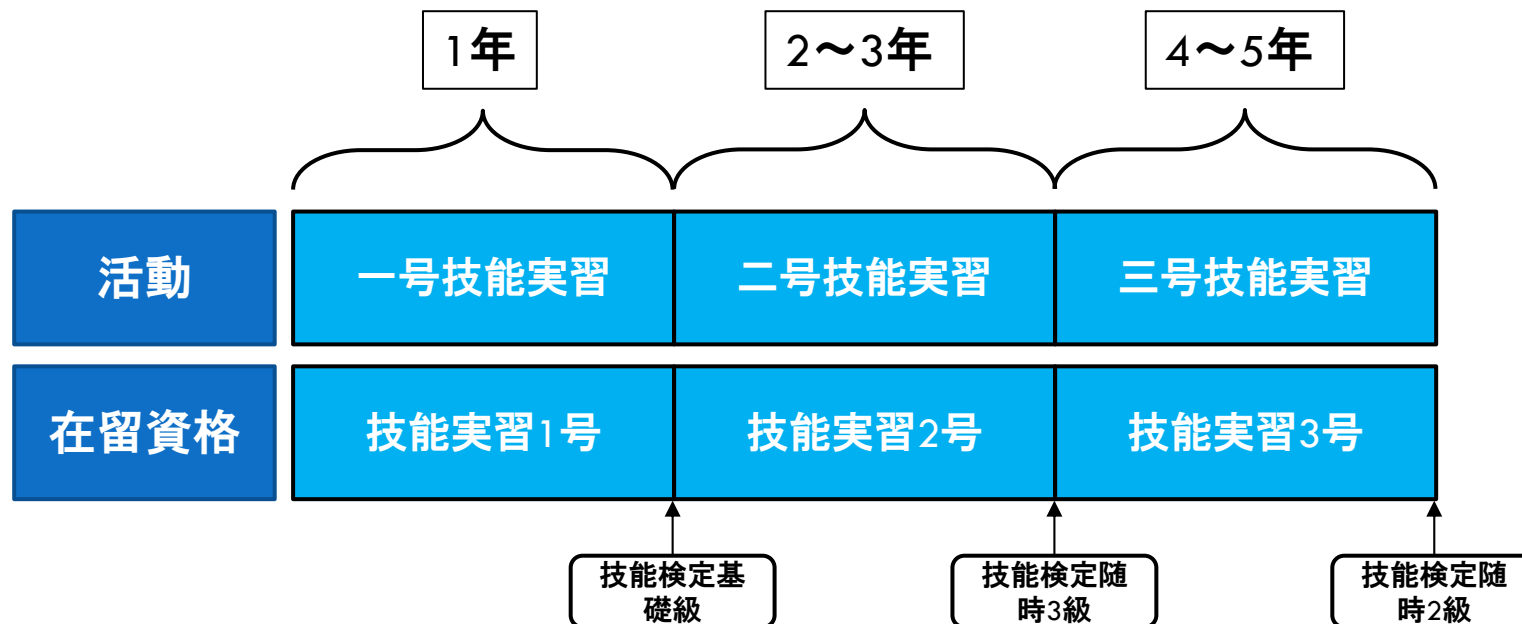 1年
2～3年
4～5年
活動
一号技能実習
二号技能実習
三号技能実習
在留資格
技能実習1号
技能実習2号
技能実習3号
技能検定基
礎級
技能検定随
時3級
技能検定随
時2級